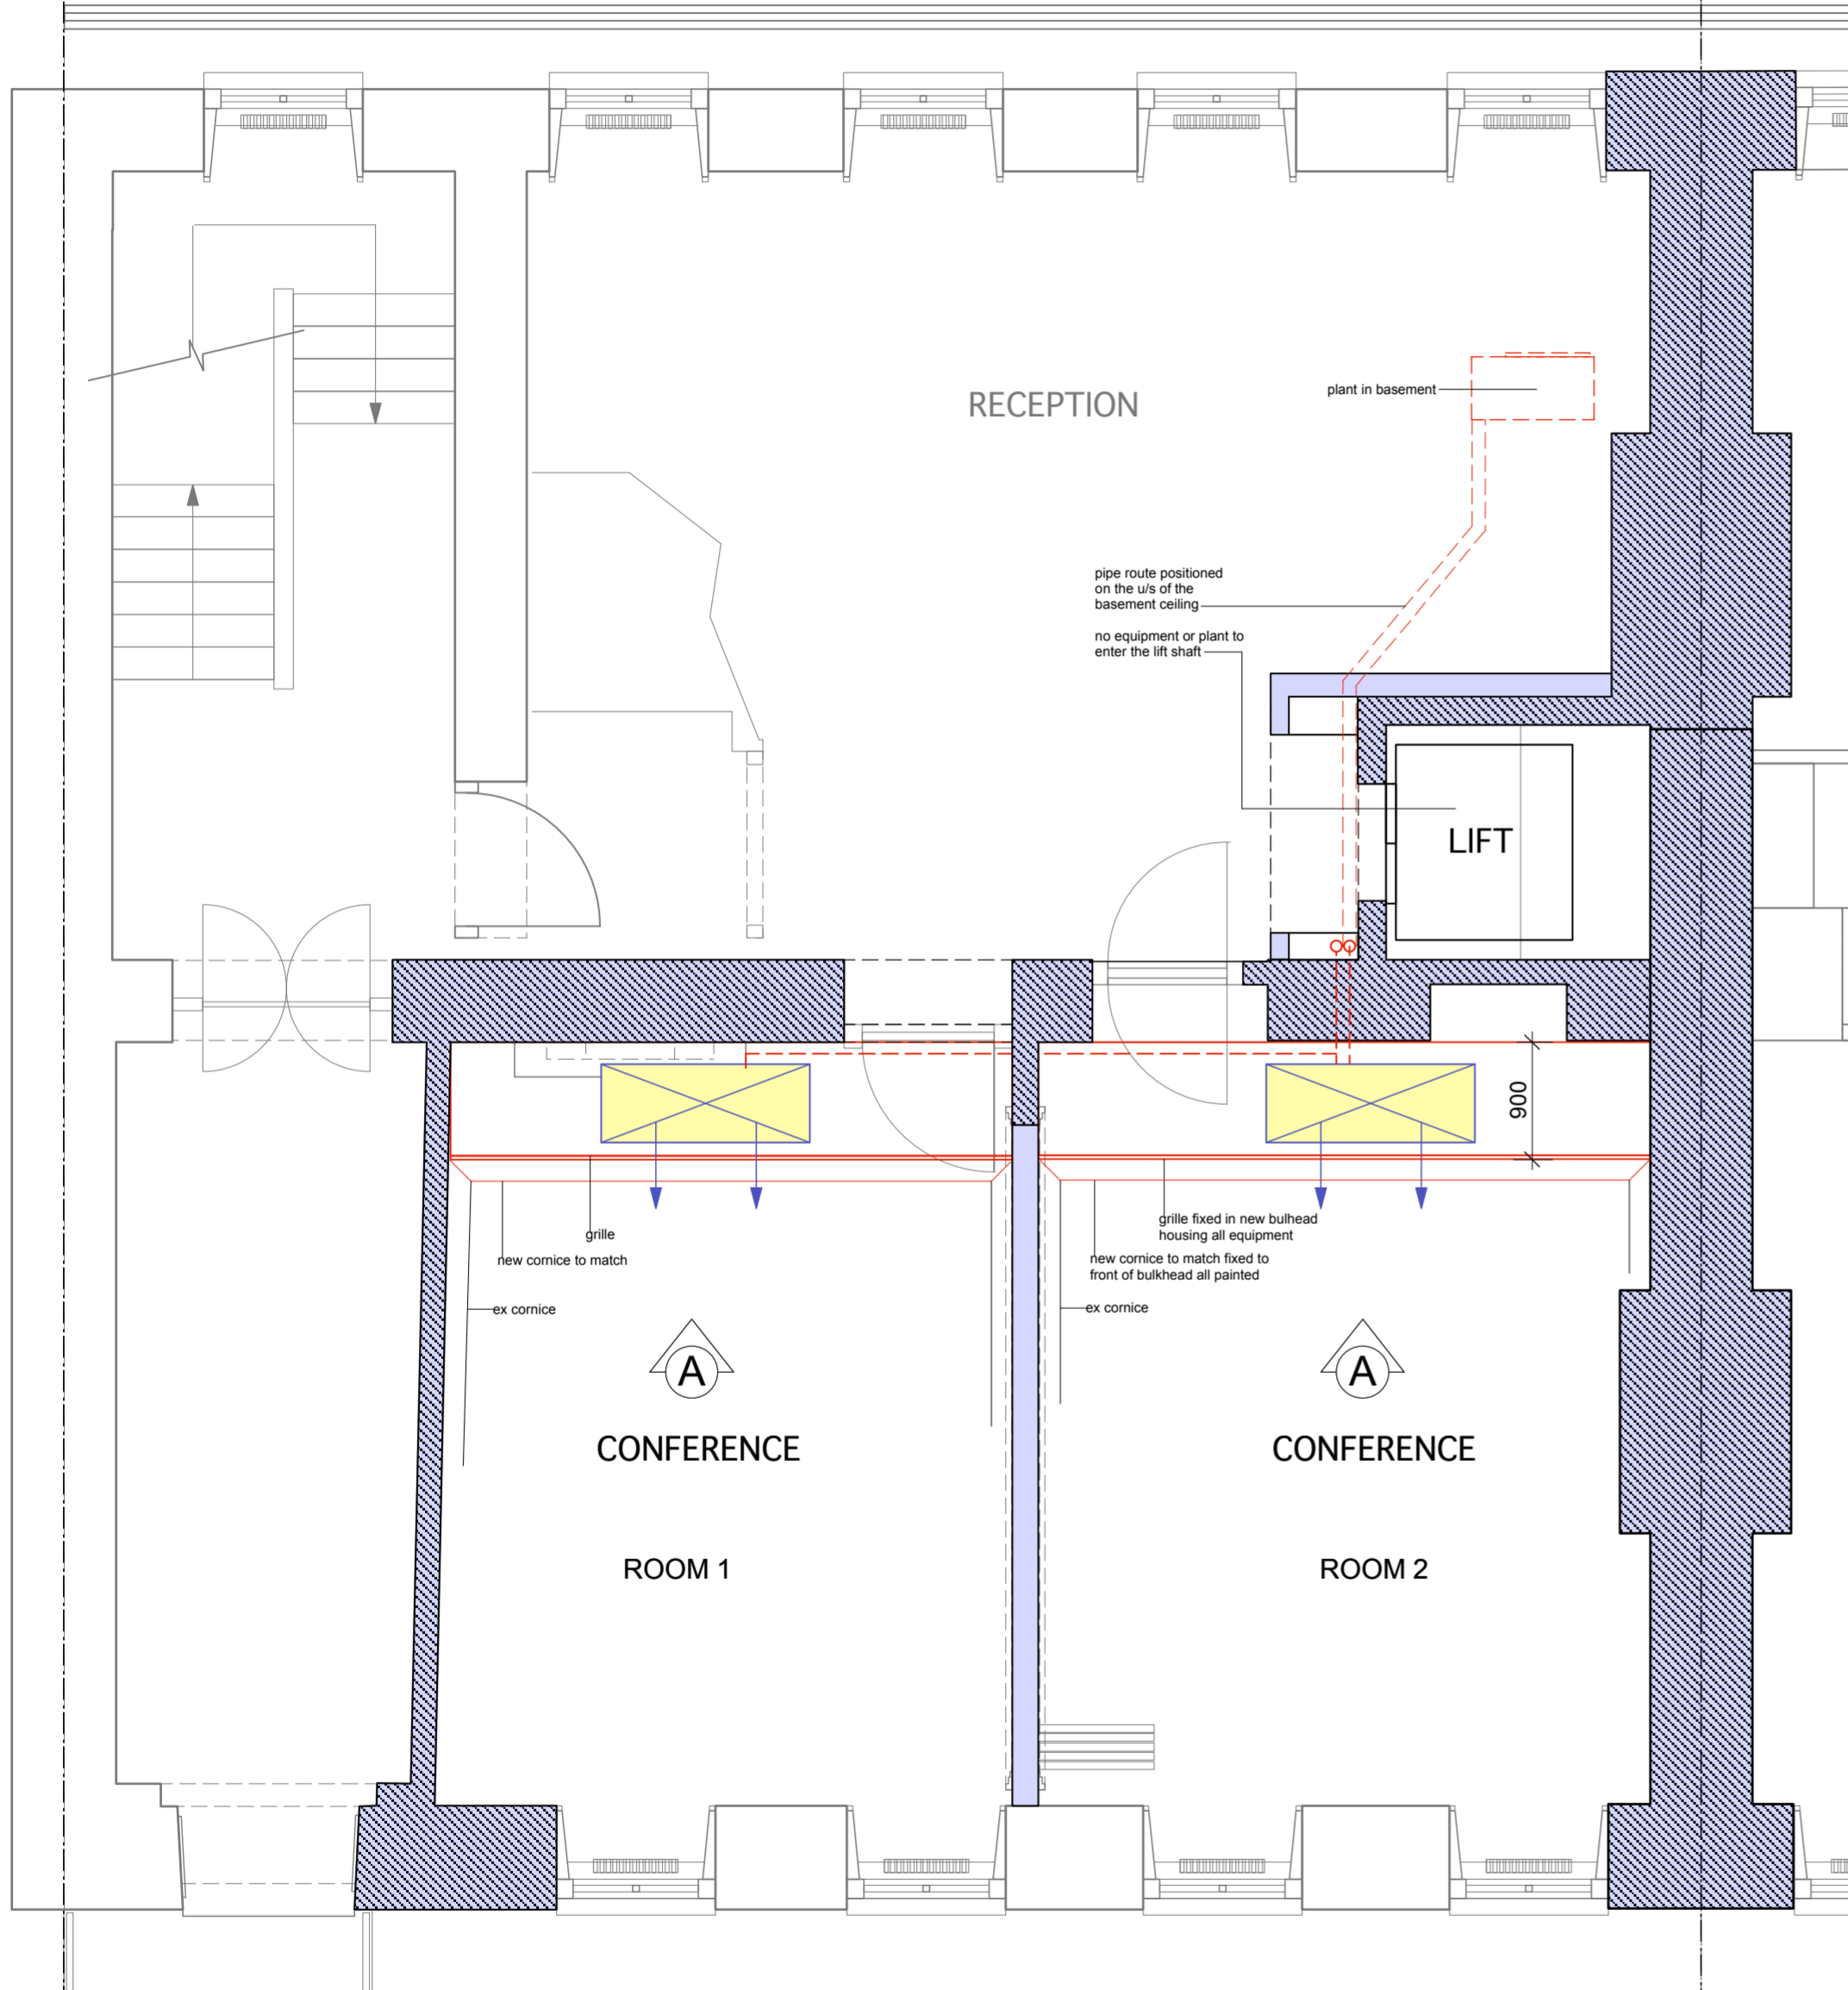 RECEPTION
plant in basement
pipe route positioned
on the u/s of the
basement ceiling
no equipment or plant to
enter the lift shaft
LIFT
900
grille
new cornice to match
ex cornice
grille fixed in new bulhead
housing all equipment
new cornice to match fixed to
front of bulkhead all painted
ex cornice
A
A
CONFERENCE
CONFERENCE
ROOM 1
ROOM 2